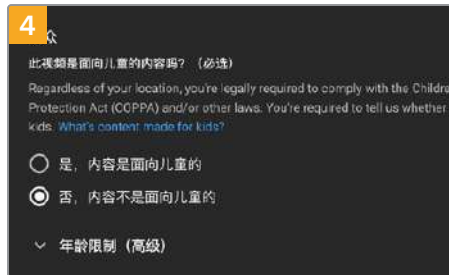 4
众
此视频是面向儿童的内容吗？（必选）
Regardless of your location, you're legally required to comply with the Childre
Protection Act (COPPA) and/or other laws. You're required to tell us whether
kids. What's content made for kids?
是，内容是面向儿童的
否，内容不是面向儿童的
年龄限制（高级）